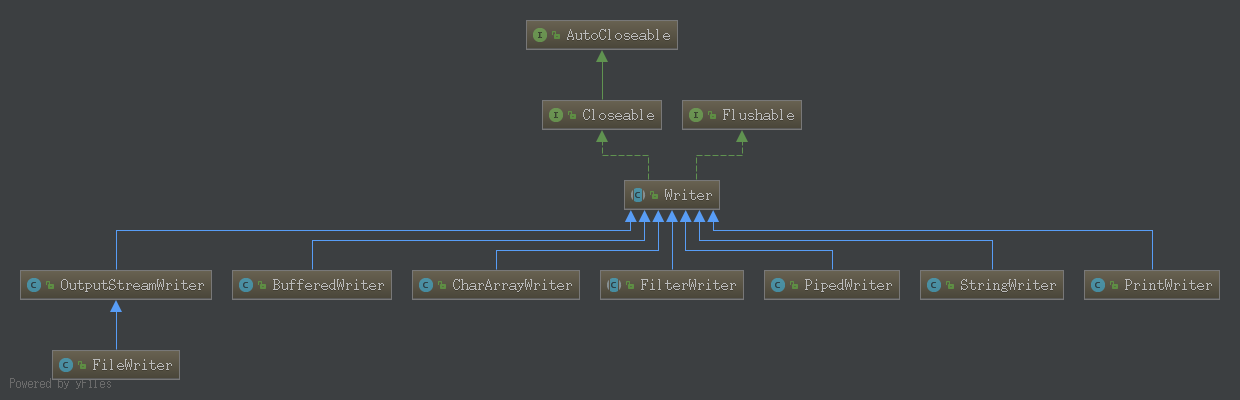 AutoCloseable
Closeable
Flushable
Writer
OutputStreamWriter
BufferedWriter
CharArrayWriter
FilterWriter
PipedWriter
StringWriter
PrintWriter
FileWriter
Powered by yFiles